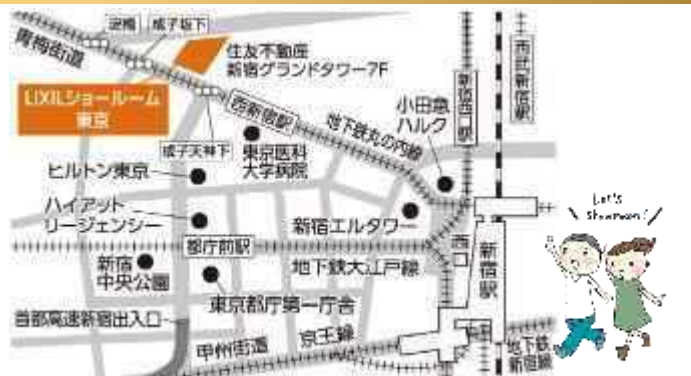 淀橋
成子坂下
青梅街道
住友不動産
新宿グランドタワー7F
LIXILショールーム
東京
西新宿駅
成子天神下
東京医科
大学病院
地下鉄丸の内線
小田急
ハルク
新宿西口駅
西武新宿駅
ヒルトン東京
ハイアット
リージェンシー
新宿エルタワー
都庁前駅
地下鉄大江戸線
西口
新宿駅
新宿
中央公園
東京都庁第一庁舎
首都高速新宿出入口
甲州街道
京王線
地下鉄
新宿線
Let's
showroom!